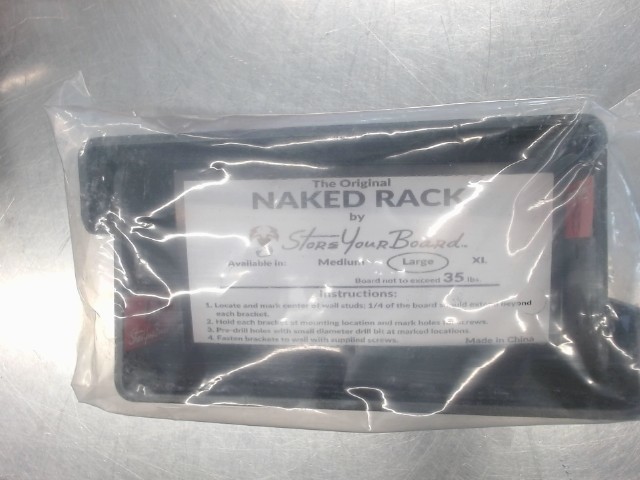 The Original
NAKED RACK
by
StoreYourBoard
Available in: Medium Large XL
Board not to exceed 35 lbs.
Instructions:
1. Locate and mark center of wall studs; 1/4 of the board should extend beyond
each bracket.
2. Hold each bracket at mounting location and mark holes for screws.
3. Pre-drill holes with small diameter drill bit at marked locations.
4. Fasten brackets to wall with supplied screws. Made in China